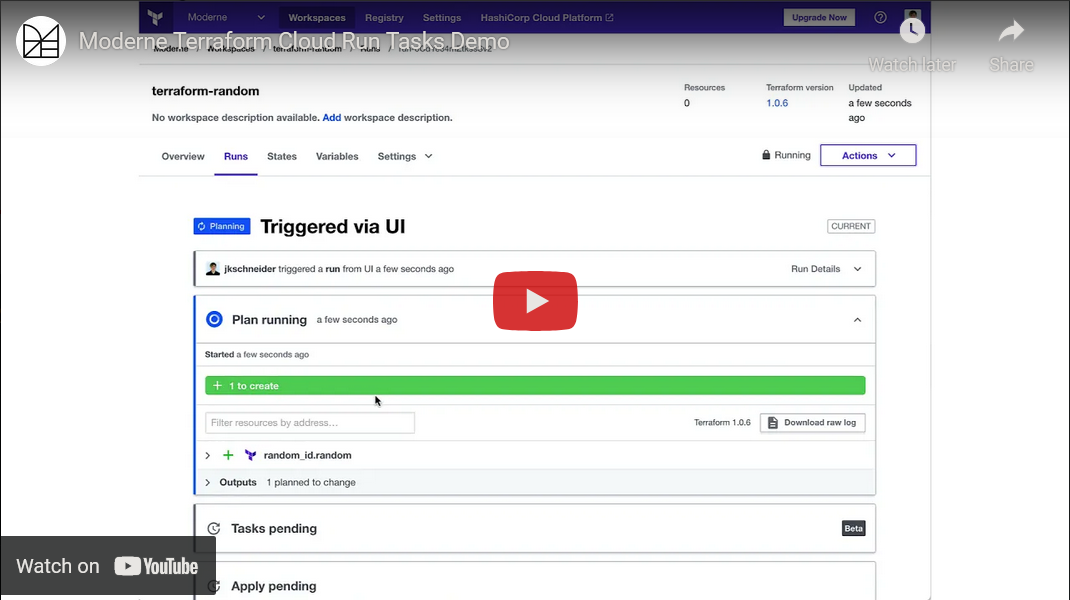 Moderne Workspaces Registry Settings HashiCorp Cloud Platform Upgrade Now
Moderne Terraform Cloud Run Tasks Demo
Watch later
Share
Moderne / Workspaces / terraform-random / Runs /
terraform-random
No workspace description available. Add workspace description.
Resources
0
Terraform version
1.0.6
Updated
a few seconds
ago
Overview Runs States Variables Settings
Running
Actions
Planning
Triggered via UI
CURRENT
jkschneider triggered a run from UI a few seconds ago
Run Details
Plan running a few seconds ago
Started a few seconds ago
+ 1 to create
Filter resources by address...
Terraform 1.0.6
Download raw log
random_id.random
Outputs 1 planned to change
Tasks pending
Beta
Watch on YouTube
Apply pending